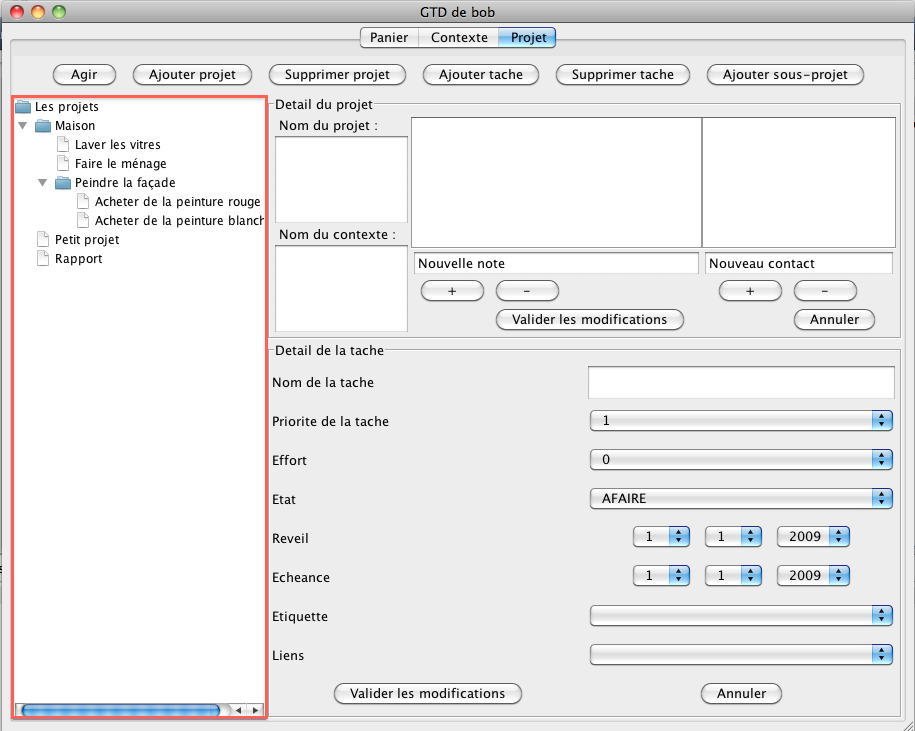 GTD de bob
Panier Contexte Projet
Agir Ajouter projet Supprimer projet Ajouter tache Supprimer tache Ajouter sous-projet
Les projets
Maison
Laver les vitres
Faire le ménage
Peindre la façade
Acheter de la peinture rouge
Acheter de la peinture blanch
Petit projet
Rapport
Detail du projet
Nom du projet :
Nom du contexte :
Nouvelle note Nouveau contact
+ - + -
Valider les modifications Annuler
Detail de la tache
Nom de la tache
Priorite de la tache 1
Effort 0
Etat AFAIRE
Reveil 1 1 2009
Echeance 1 1 2009
Etiquette
Liens
Valider les modifications Annuler